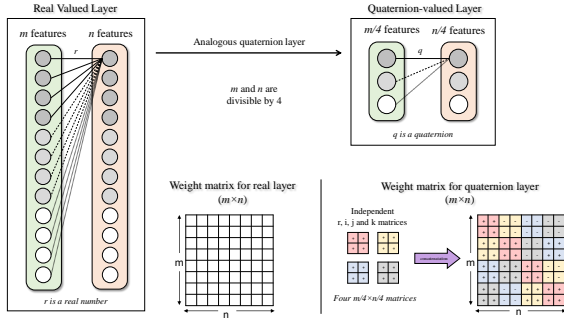 Real Valued Layer
m features
n features
r
r is a real number
Analogous quaternion layer
m and n are
divisible by 4
Quaternion-valued Layer
m/4 features
n/4 features
q
q is a quaternion
Weight matrix for real layer
(m×n)
m
n
Weight matrix for quaternion layer
(m×n)
Independent
r, i, j and k matrices
Four m/4×n/4 matrices
m
n